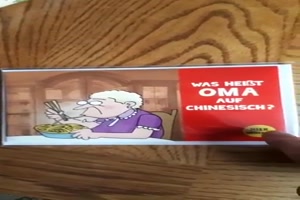 WAS HEIßT
OMA
AUF
CHINESISCH?